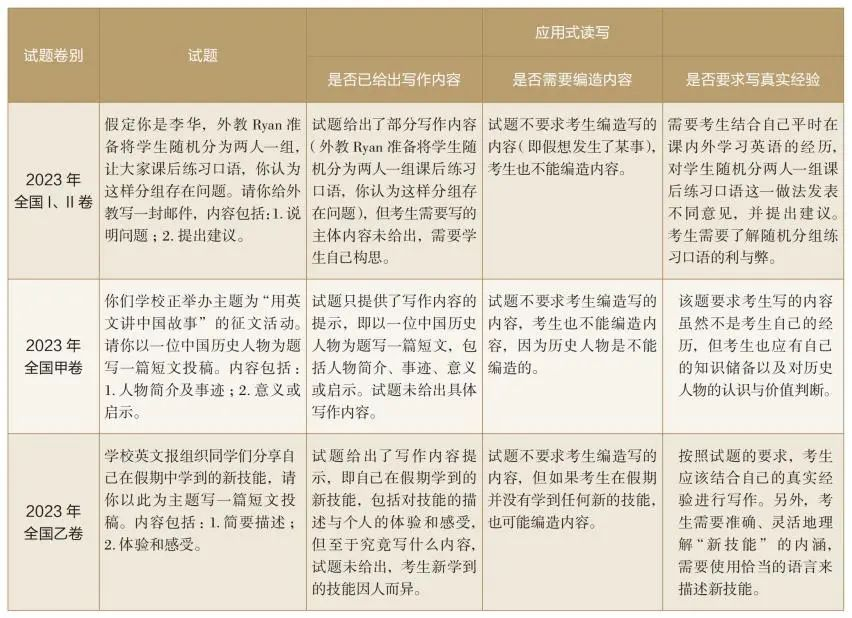 试题卷别
试题
应用式读写
是否已给出写作内容
是否需要编造内容
是否要求写真实经验
2023 年
全国 I、II 卷
假定你是李华，外教 Ryan 准
备将学生随机分为两人一组，
让大家课后练习口语，你认为
这样分组存在问题。请你给外
教写一封邮件，内容包括：1. 说
明问题；2. 提出建议。
试题给出了部分写作内容
（外教 Ryan 准备将学生随
机分为两人一组课后练习
口语，你认为这样分组存
在问题），但考生需要写的
主体内容未给出，需要学
生自己构思。
试题不要求考生编造写的
内容（即假想发生了某事），
考生也不能编造内容。
需要考生结合自己平时在
课内外学习英语的经历，
对学生随机分两人一组课
后练习口语这一做法发表
不同意见，并提出建议。
考生需要了解随机分组练
习口语的利与弊。
2023 年
全国甲卷
你们学校正举办主题为“用英
文讲中国故事”的征文活动。
请你以一位中国历史人物为题
写一篇短文投稿。内容包括：
1. 人物简介及事迹；2. 意义或
启示。
试题只提供了写作内容的
提示，即以一位中国历史
人物为题写一篇短文，包
括人物简介、事迹、意义
或启示。试题未给出具体
写作内容。
试题不要求考生编造写的
内容，考生也不能编造内
容，因为历史人物是不能
编造的。
该题要求考生写的内容
虽然不是考生自己的经
历，但考生也应有自己
的知识储备以及对历史
人物的认识与价值判断。
2023 年
全国乙卷
学校英文报组织同学们分享自
己在假期中学到的新技能，请
你以此为主题写一篇短文投
稿。内容包括：1. 简要描述；
2. 体验和感受。
试题给出了写作内容提
示，即自己在假期学到的
新技能，包括对技能的描
述与个人的体验和感受，
但至于究竟写什么内容，
试题未给出，考生新学到
的技能因人而异。
试题不要求考生编造写的
内容，但如果考生在假期
并没有学到任何新的技能，
也可能编造内容。
按照试题的要求，考生
应该结合自己的真实经
验进行写作。另外，考
生需要准确、灵活地理
解“新技能”的内涵，
需要使用恰当的语言来
描述新技能。